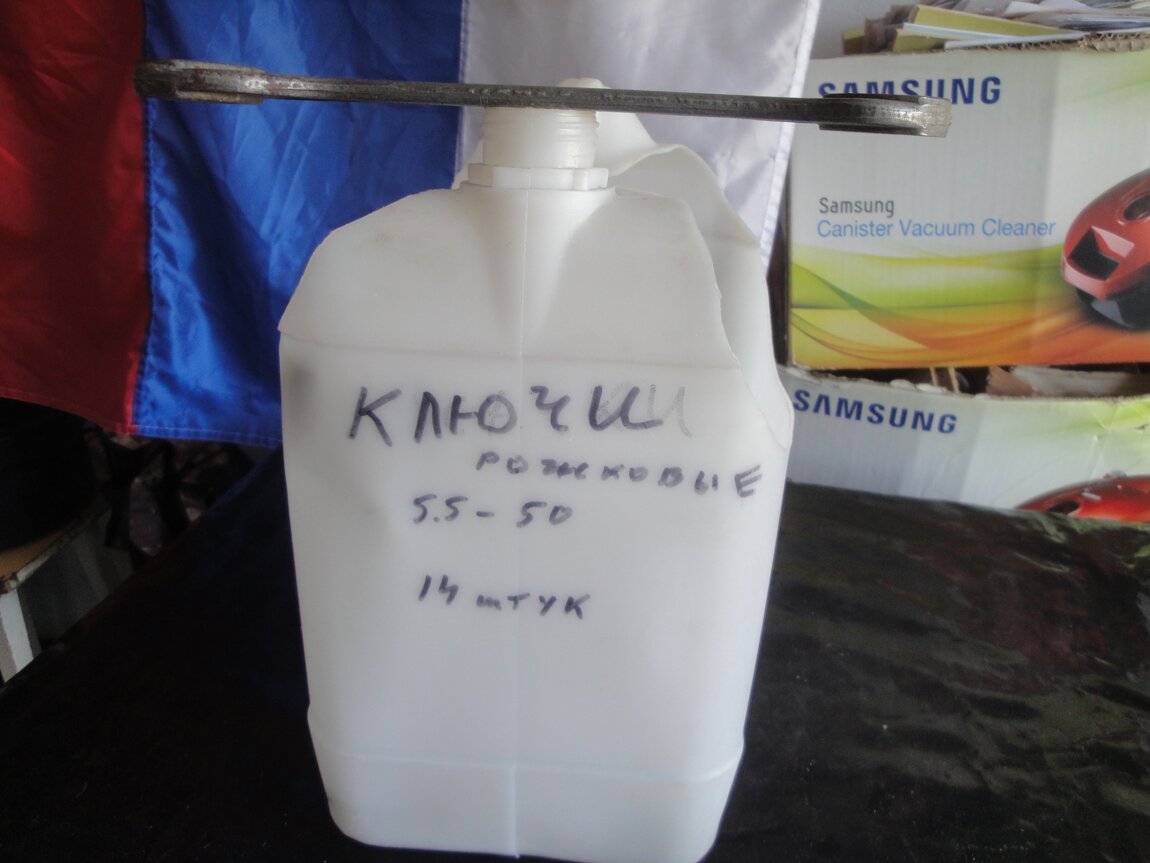 SAMSUNG
Samsung
Canister Vacuum Cleaner
SAMSUNG
КЛЮЧИ
РОЖКОВЫЕ
5.5 - 50
14 штук